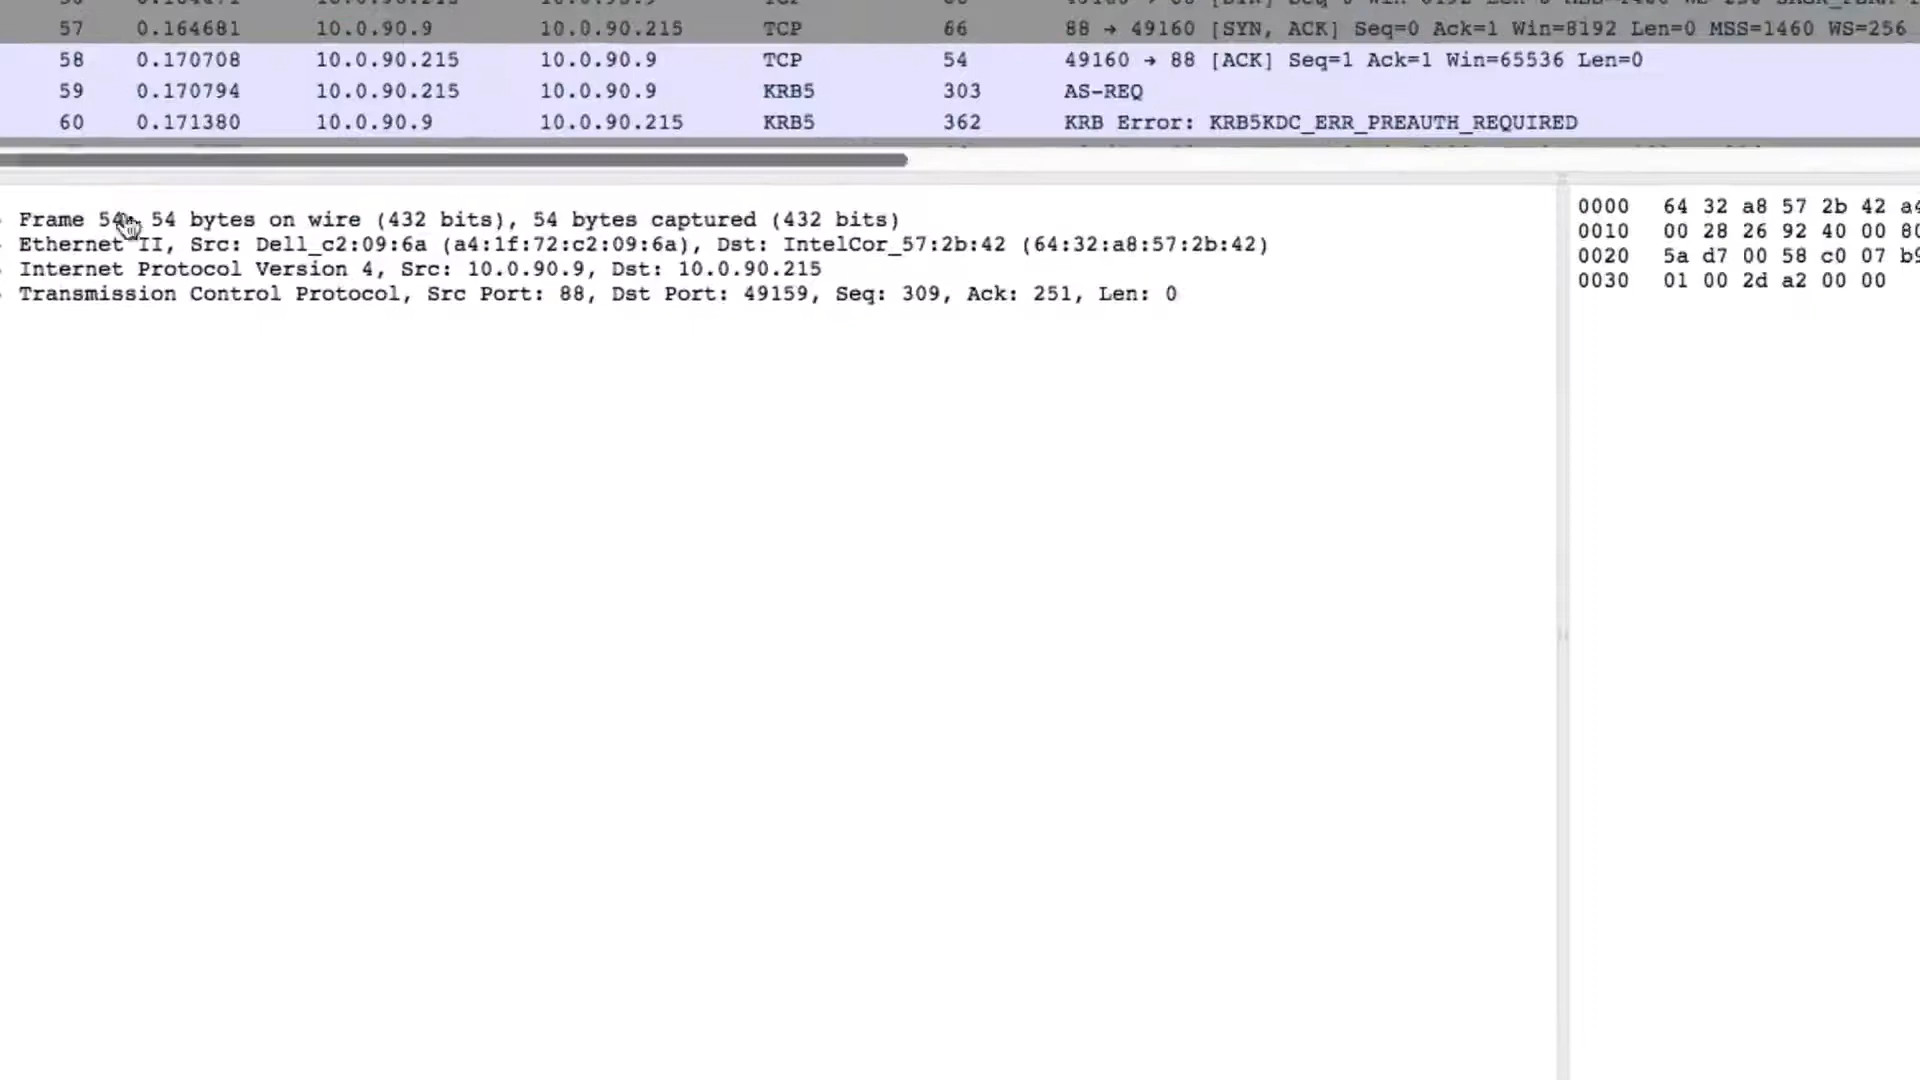 57 0.164681 10.0.90.9 10.0.90.215 TCP 66 88 → 49160 [SYN, ACK] Seq=0 Ack=1 Win=8192 Len=0 MSS=1460 WS=256
58 0.170708 10.0.90.215 10.0.90.9 TCP 54 49160 → 88 [ACK] Seq=1 Ack=1 Win=65536 Len=0
59 0.170794 10.0.90.215 10.0.90.9 KRB5 303 AS-REQ
60 0.171380 10.0.90.9 10.0.90.215 KRB5 362 KRB Error: KRB5KDC_ERR_PREAUTH_REQUIRED
Frame 54: 54 bytes on wire (432 bits), 54 bytes captured (432 bits)
Ethernet II, Src: Dell_c2:09:6a (a4:1f:72:c2:09:6a), Dst: IntelCor_57:2b:42 (64:32:a8:57:2b:42)
Internet Protocol Version 4, Src: 10.0.90.9, Dst: 10.0.90.215
Transmission Control Protocol, Src Port: 88, Dst Port: 49159, Seq: 309, Ack: 251, Len: 0
0000 64 32 a8 57 2b 42
0010 00 28 26 92 40 00
0020 5a d7 00 58 c0 07
0030 01 00 2d a2 00 00